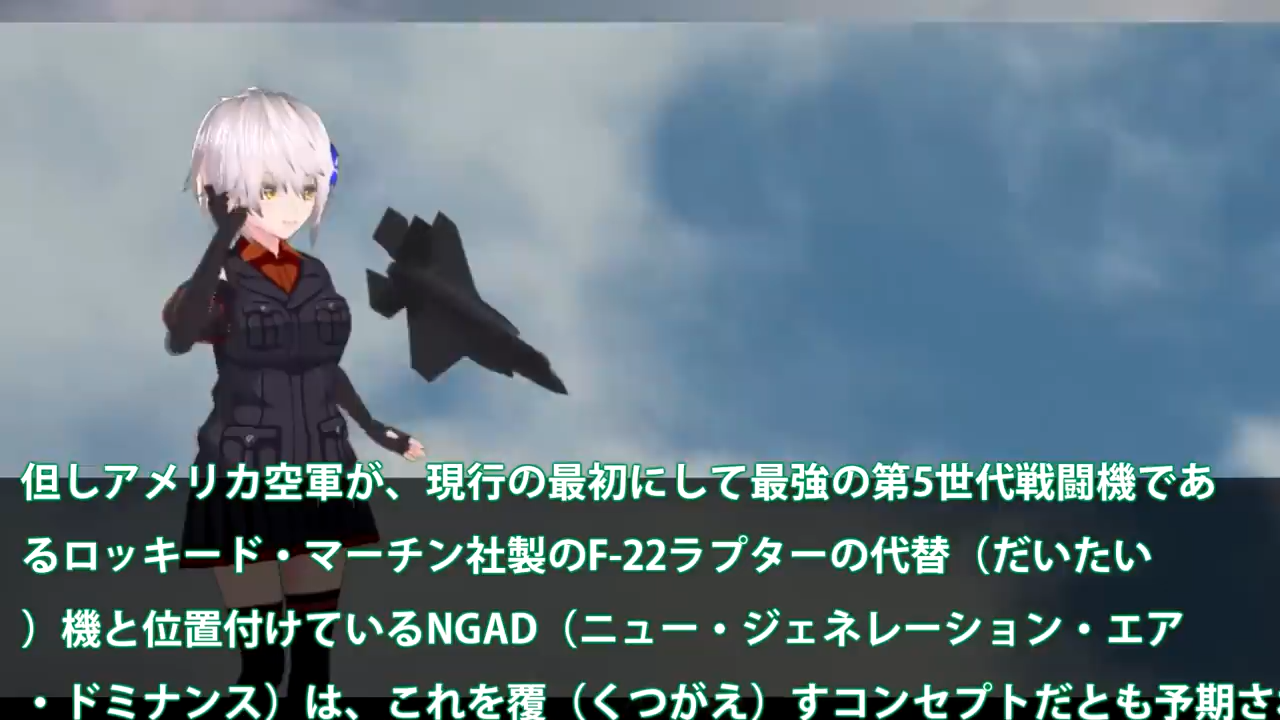 但しアメリカ空軍が、現行の最初にして最強の第5世代戦闘機であ
るロッキード・マーチン社製のF-22ラプターの代替（だいたい
）機と位置付けているNGAD（ニュー・ジェネレーション・エア
・ドミナンス）は、これを覆（くつがえ）すコンセプトだとも予期さ